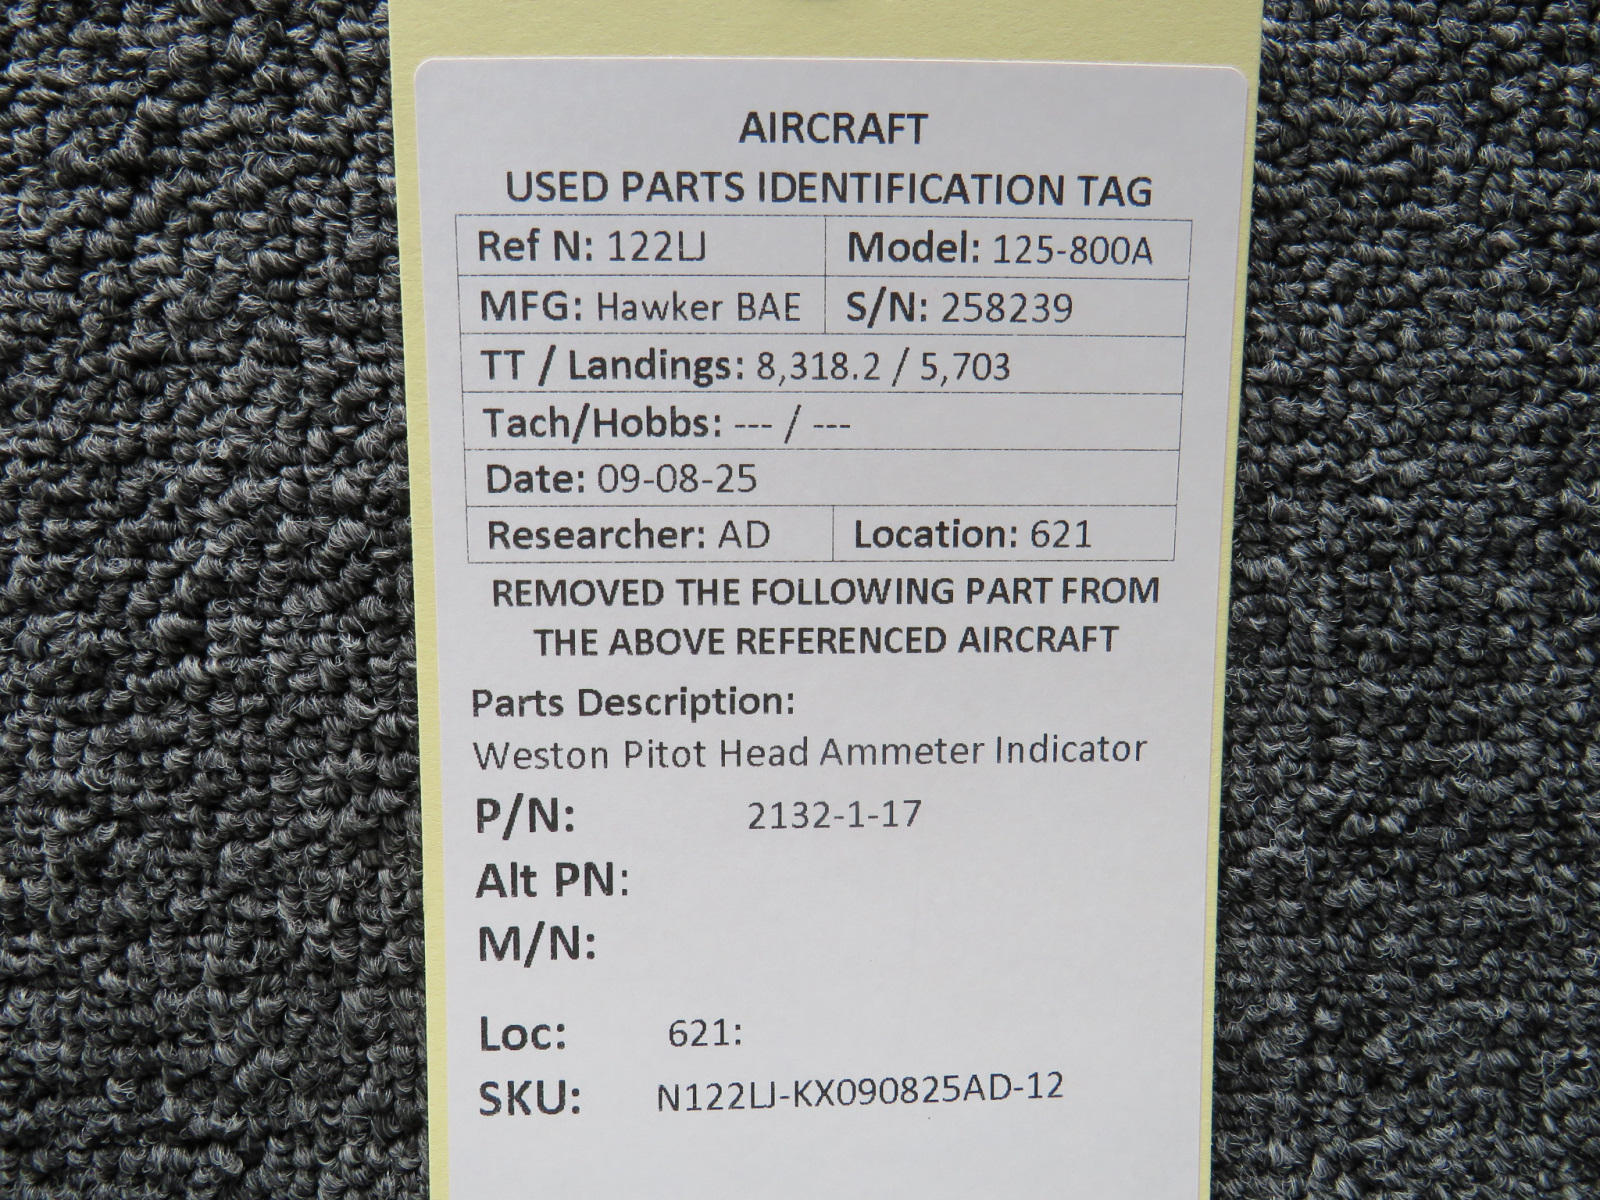 AIRCRAFT
USED PARTS IDENTIFICATION TAG
Ref N: 122LJ Model: 125-800A
MFG: Hawker BAE S/N: 258239
TT / Landings: 8,318.2 / 5,703
Tach/Hobbs: --- / ---
Date: 09-08-25
Researcher: AD Location: 621
REMOVED THE FOLLOWING PART FROM
THE ABOVE REFERENCED AIRCRAFT
Parts Description:
Weston Pitot Head Ammeter Indicator
P/N: 2132-1-17
Alt PN:
M/N:
Loc: 621:
SKU: N122LJ-KX090825AD-12